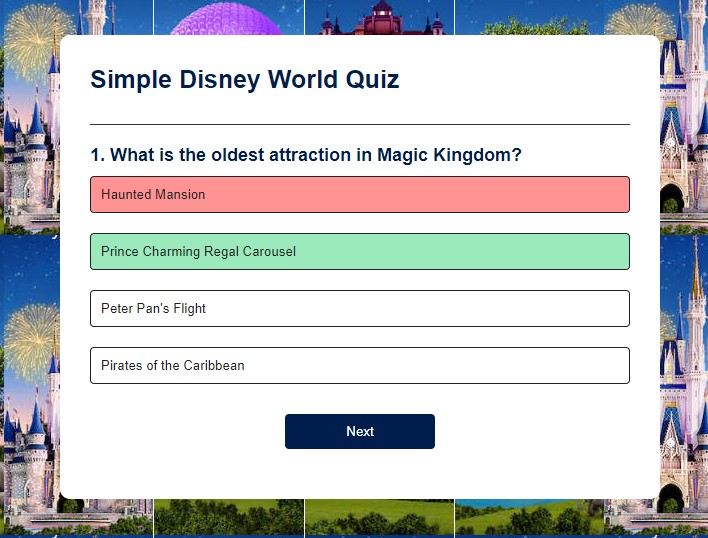 Simple Disney World Quiz
1. What is the oldest attraction in Magic Kingdom?
Haunted Mansion
Prince Charming Regal Carousel
Peter Pan's Flight
Pirates of the Caribbean
Next